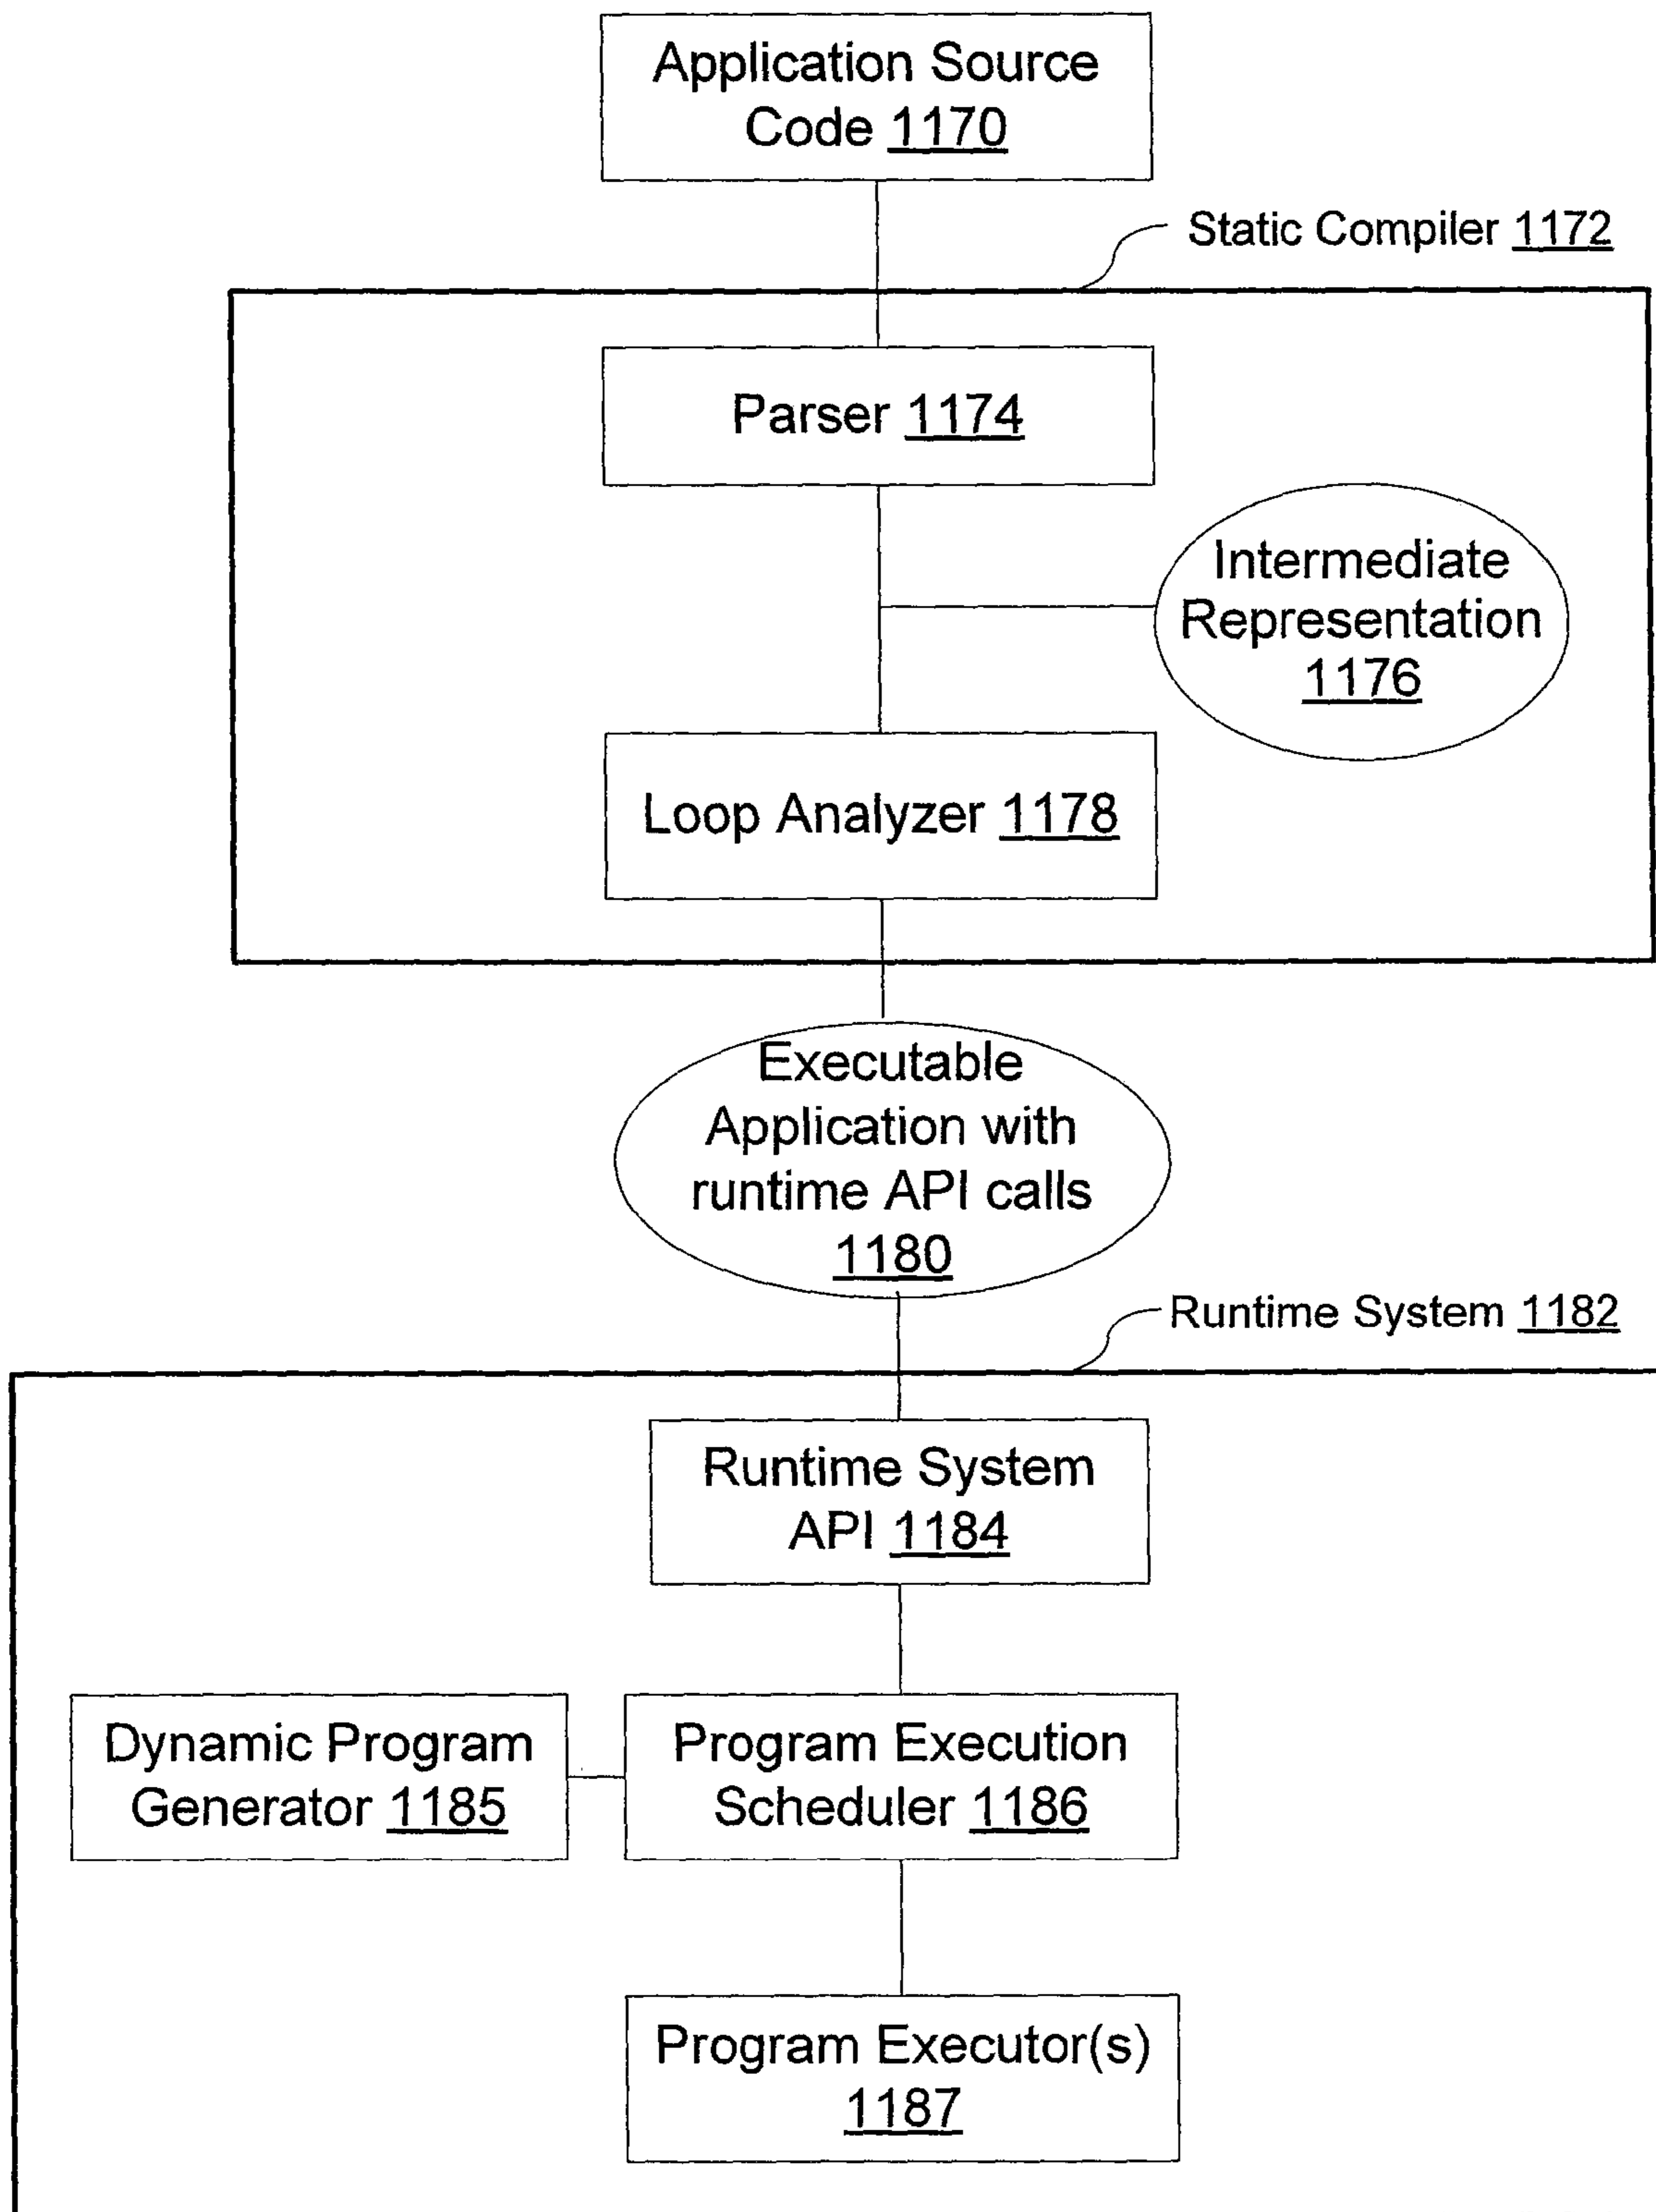 Application Source
Code 1170
Static Compiler 1172
Parser 1174
Intermediate
Representation
1176
Loop Analyzer 1178
Executable
Application with
runtime API calls
1180
Runtime System 1182
Runtime System
API 1184
Dynamic Program
Generator 1185
Program Execution
Scheduler 1186
Program Executor(s)
1187